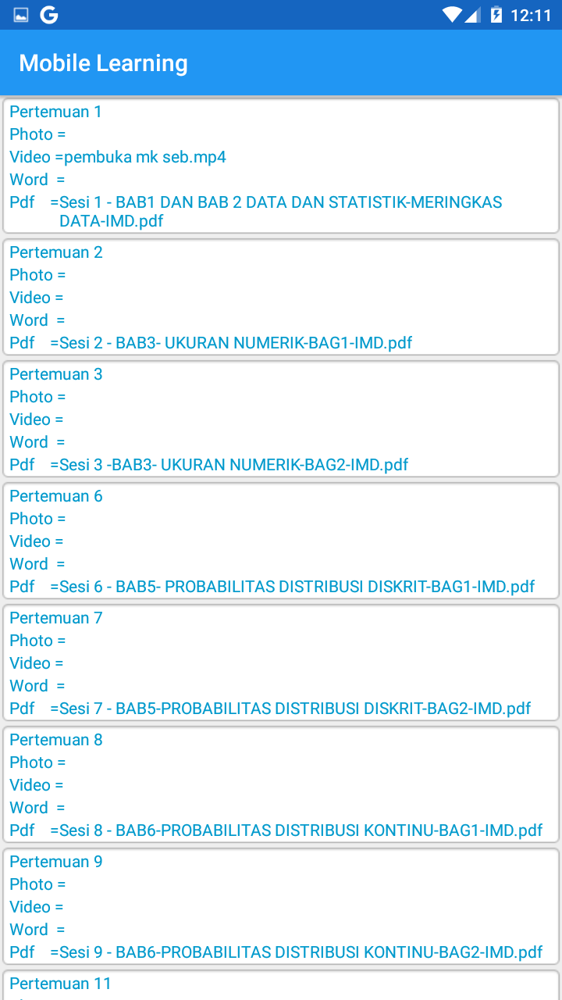 12:11
Mobile Learning
Pertemuan 1
Photo =
Video =pembuka mk seb.mp4
Word =
Pdf =Sesi 1 - BAB1 DAN BAB 2 DATA DAN STATISTIK-MERINGKAS
DATA-IMD.pdf
Pertemuan 2
Photo =
Video =
Word =
Pdf =Sesi 2 - BAB3- UKURAN NUMERIK-BAG1-IMD.pdf
Pertemuan 3
Photo =
Video =
Word =
Pdf =Sesi 3 -BAB3- UKURAN NUMERIK-BAG2-IMD.pdf
Pertemuan 6
Photo =
Video =
Word =
Pdf =Sesi 6 - BAB5- PROBABILITAS DISTRIBUSI DISKRIT-BAG1-IMD.pdf
Pertemuan 7
Photo =
Video =
Word =
Pdf =Sesi 7 - BAB5-PROBABILITAS DISTRIBUSI DISKRIT-BAG2-IMD.pdf
Pertemuan 8
Photo =
Video =
Word =
Pdf =Sesi 8 - BAB6-PROBABILITAS DISTRIBUSI KONTINU-BAG1-IMD.pdf
Pertemuan 9
Photo =
Video =
Word =
Pdf =Sesi 9 - BAB6-PROBABILITAS DISTRIBUSI KONTINU-BAG2-IMD.pdf
Pertemuan 11